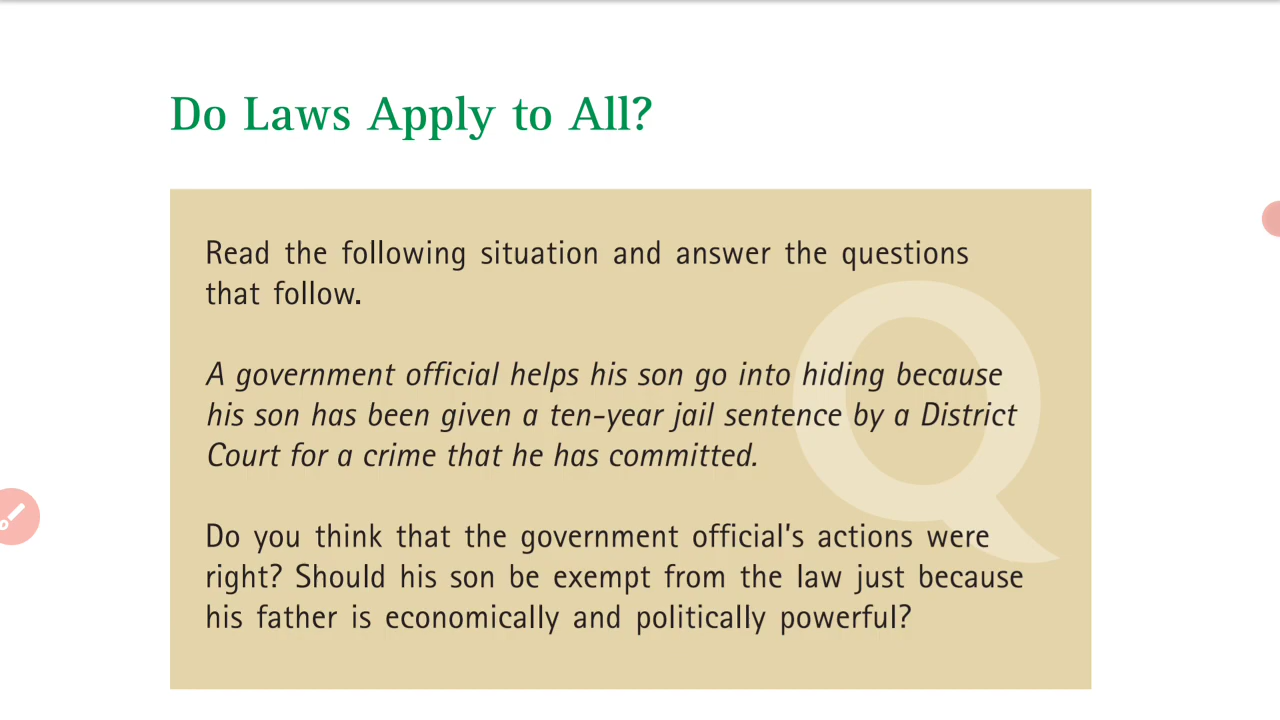 Do Laws Apply to All?
Read the following situation and answer the questions
that follow.
A government official helps his son go into hiding because
his son has been given a ten-year jail sentence by a District
Court for a crime that he has committed.
Do you think that the government official's actions were
right? Should his son be exempt from the law just because
his father is economically and politically powerful?
Q